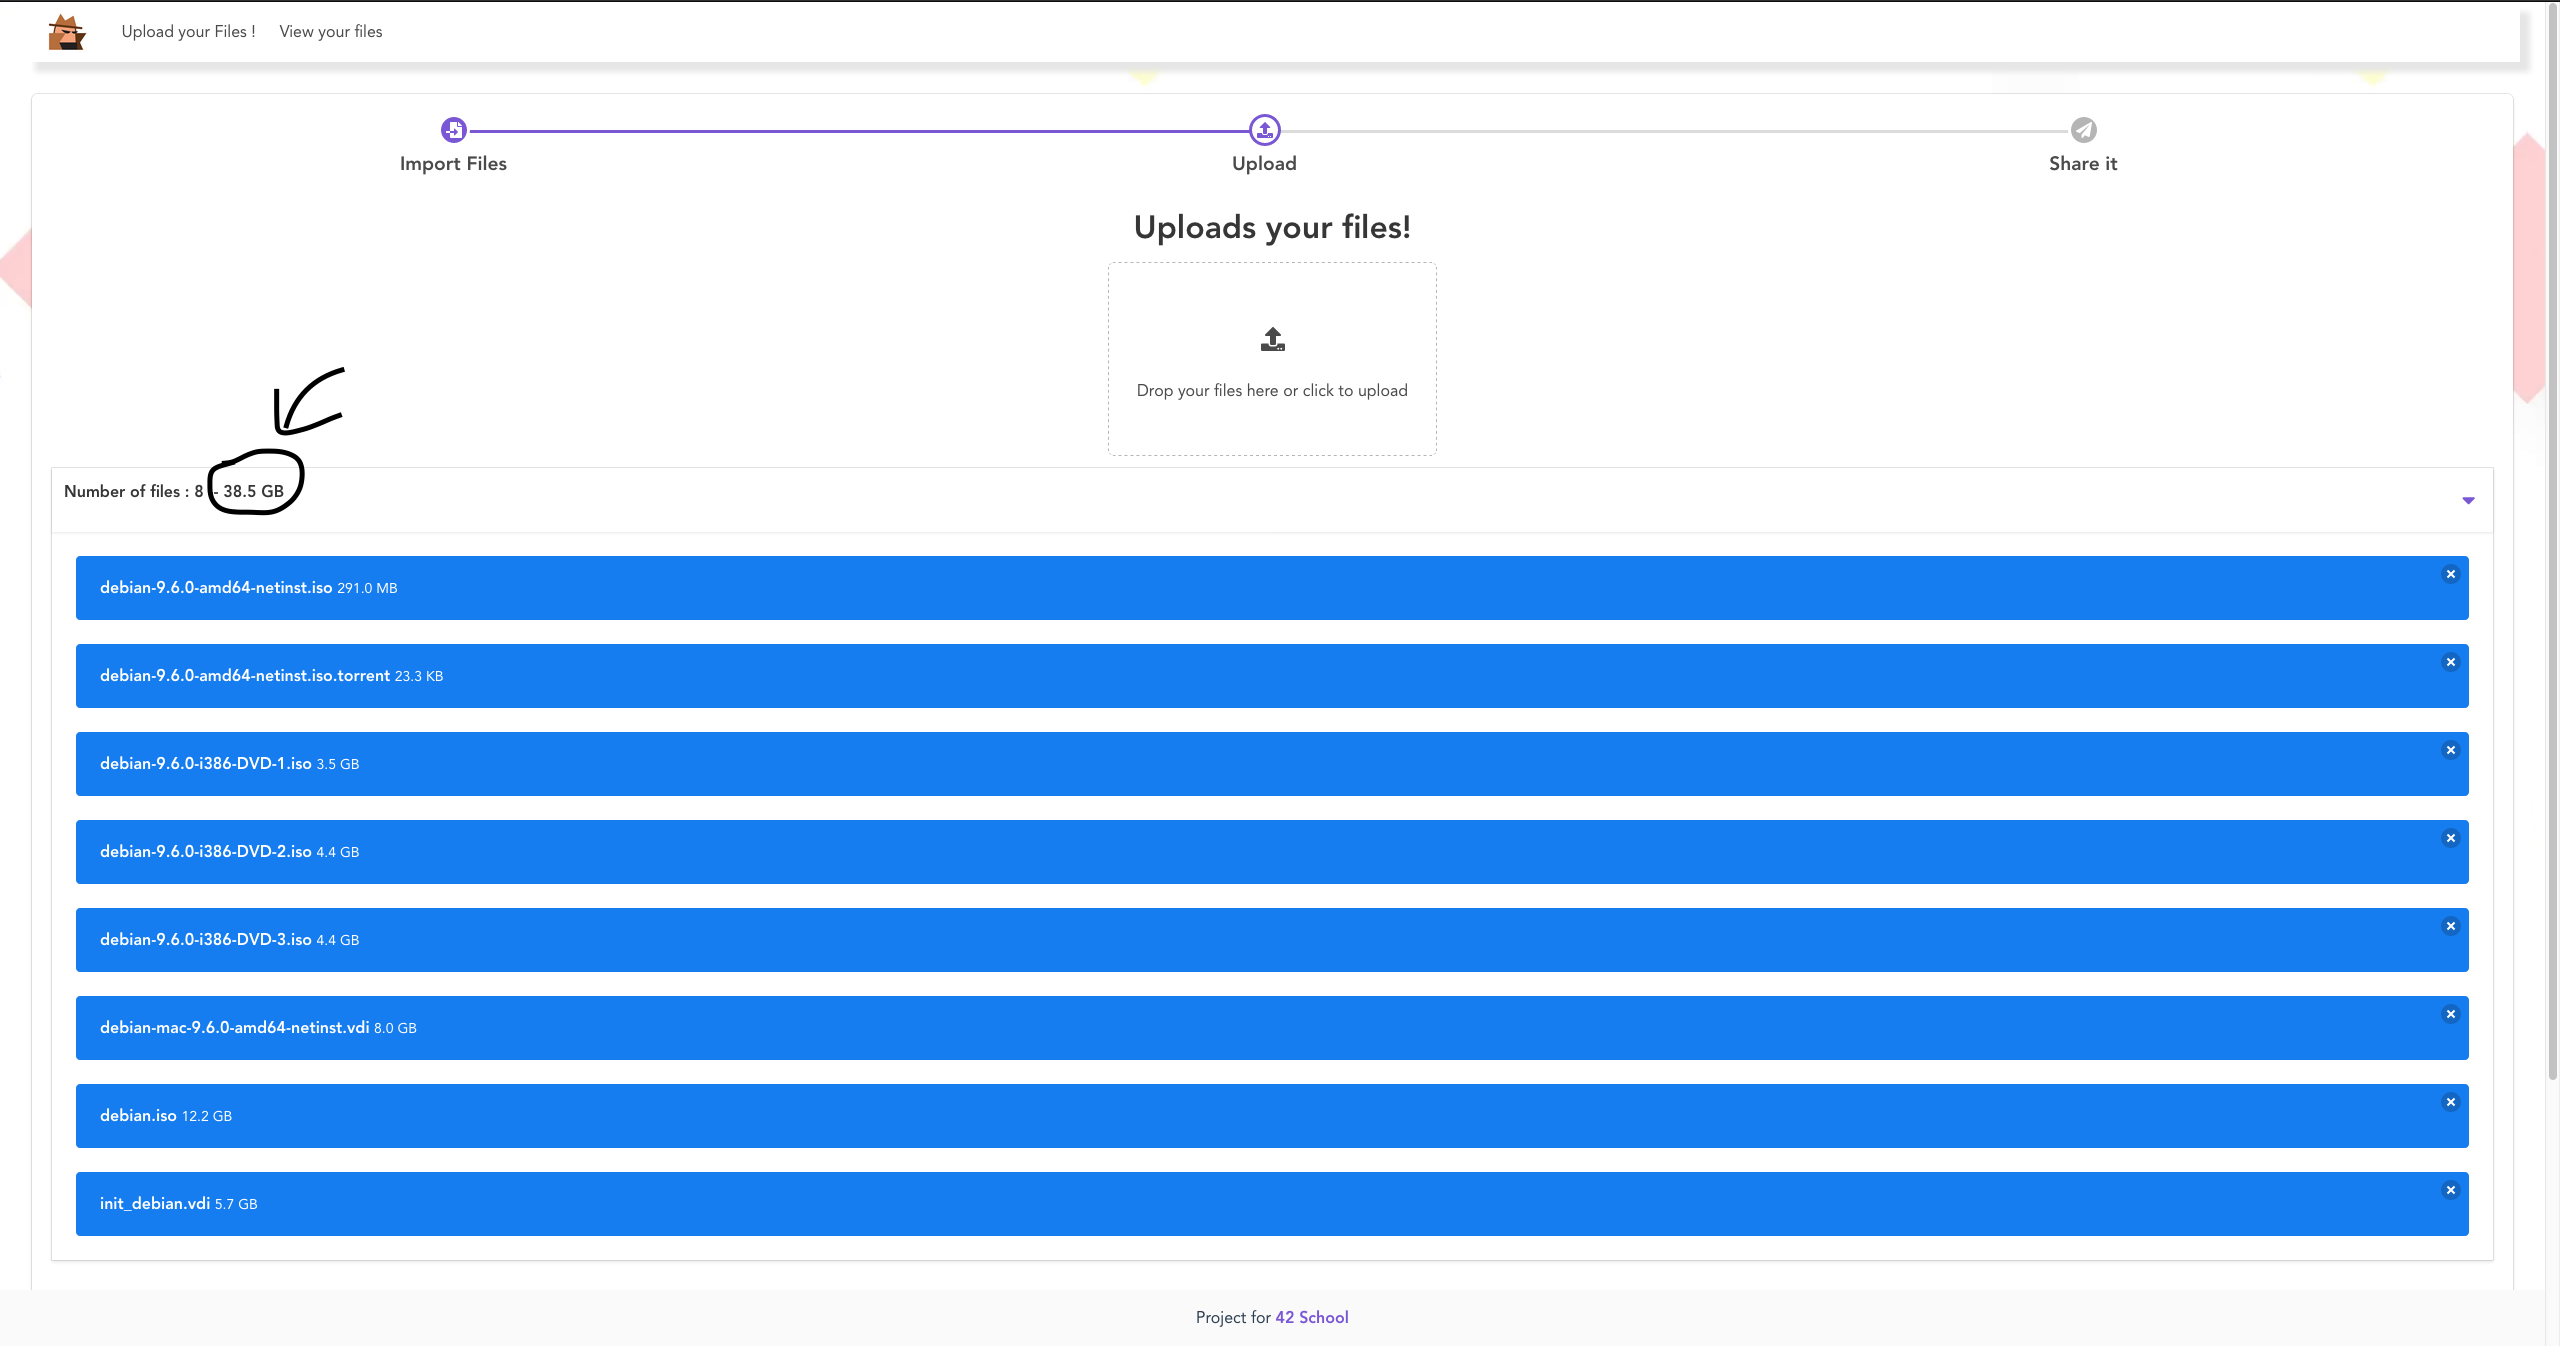 Upload your Files ! View your files
Import Files Upload Share it
Uploads your files!
Drop your files here or click to upload
Number of files : 8 - 38.5 GB
debian-9.6.0-amd64-netinst.iso 291.0 MB
debian-9.6.0-amd64-netinst.iso.torrent 23.3 KB
debian-9.6.0-i386-DVD-1.iso 3.5 GB
debian-9.6.0-i386-DVD-2.iso 4.4 GB
debian-9.6.0-i386-DVD-3.iso 4.4 GB
debian-mac-9.6.0-amd64-netinst.vdi 8.0 GB
debian.iso 12.2 GB
init_debian.vdi 5.7 GB
Project for 42 School